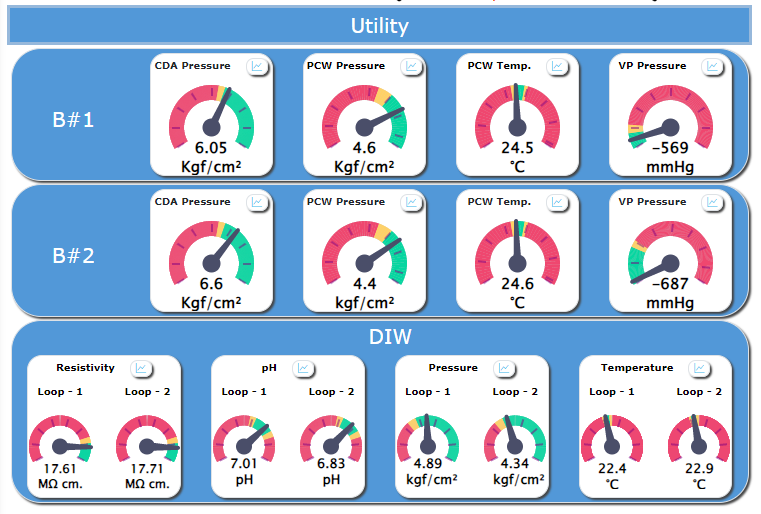 Utility
B#1
CDA Pressure
6.05
Kgf/cm²
PCW Pressure
4.6
Kgf/cm²
PCW Temp.
24.5
°C
VP Pressure
-569
mmHg
B#2
CDA Pressure
6.6
Kgf/cm²
PCW Pressure
4.4
kgf/cm²
PCW Temp.
24.6
°C
VP Pressure
-687
mmHg
DIW
Resistivity
Loop - 1
Loop - 2
17.61
MΩ cm.
17.71
MΩ cm.
pH
Loop - 1
Loop - 2
7.01
pH
6.83
pH
Pressure
Loop - 1
Loop - 2
4.89
kgf/cm²
4.34
kgf/cm²
Temperature
Loop - 1
Loop - 2
22.4
°C
22.9
°C